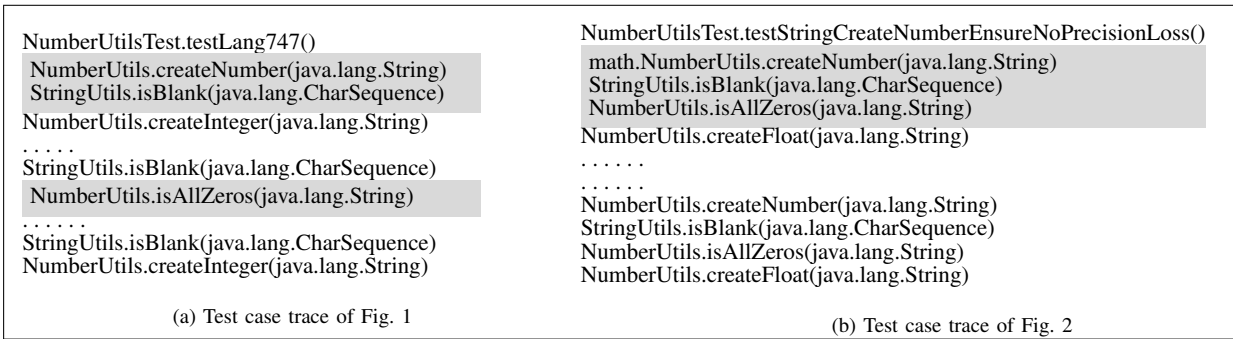 NumberUtilsTest.testLang747()
NumberUtils.createNumber(java.lang.String)
StringUtils.isBlank(java.lang.CharSequence)
NumberUtils.createInteger(java.lang.String)
. . . . .
StringUtils.isBlank(java.lang.CharSequence)
NumberUtils.isAllZeros(java.lang.String)
. . . . . .
StringUtils.isBlank(java.lang.CharSequence)
NumberUtils.createInteger(java.lang.String)
(a) Test case trace of Fig. 1
NumberUtilsTest.testStringCreateNumberEnsureNoPrecisionLoss()
math.NumberUtils.createNumber(java.lang.String)
StringUtils.isBlank(java.lang.CharSequence)
NumberUtils.isAllZeros(java.lang.String)
NumberUtils.createFloat(java.lang.String)
. . . . . .
. . . . . .
NumberUtils.createNumber(java.lang.String)
StringUtils.isBlank(java.lang.CharSequence)
NumberUtils.isAllZeros(java.lang.String)
NumberUtils.createFloat(java.lang.String)
(b) Test case trace of Fig. 2